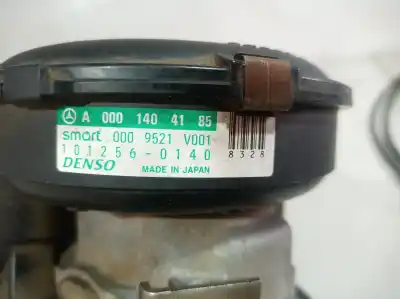 A 000 140 41 85
smart 000 9521 V001
101256-0140
DENSO MADE IN JAPAN
8328